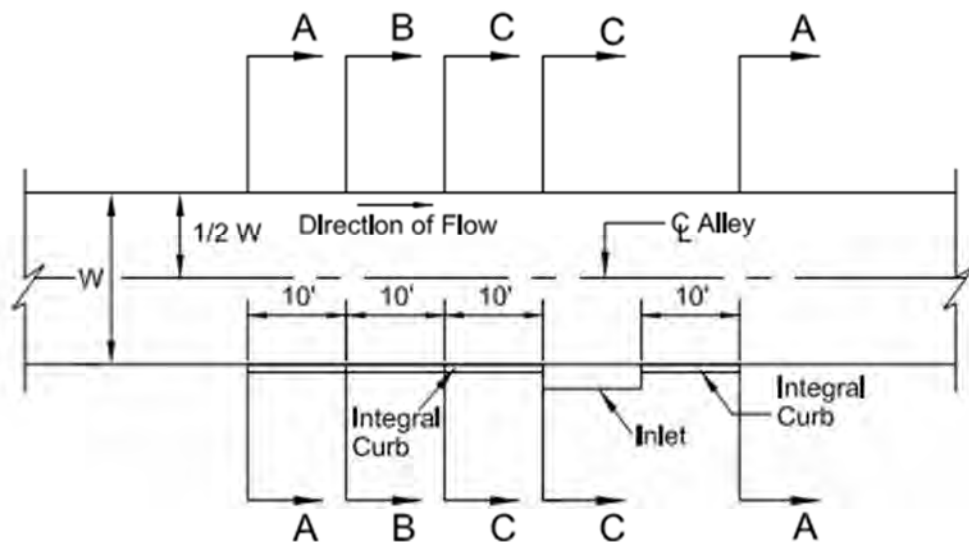 A B C C A
Direction of Flow
℄ Alley
1/2 W
W
10' 10' 10' 10'
Integral
Curb
Inlet
Integral
Curb
A B C C A